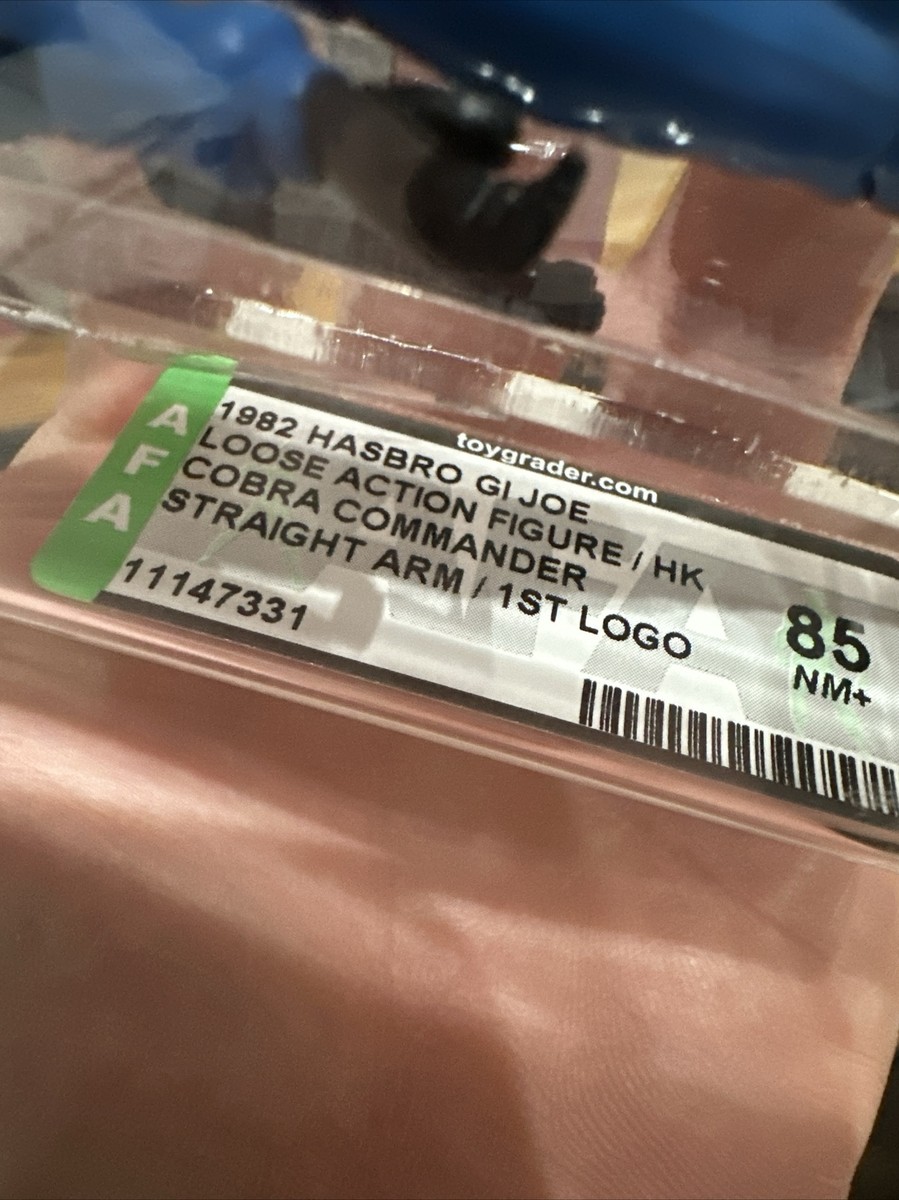 AFA
toygrader.com
1982 HASBRO GI JOE
LOOSE ACTION FIGURE / HK
COBRA COMMANDER
STRAIGHT ARM / 1ST LOGO
11147331
85
NM+